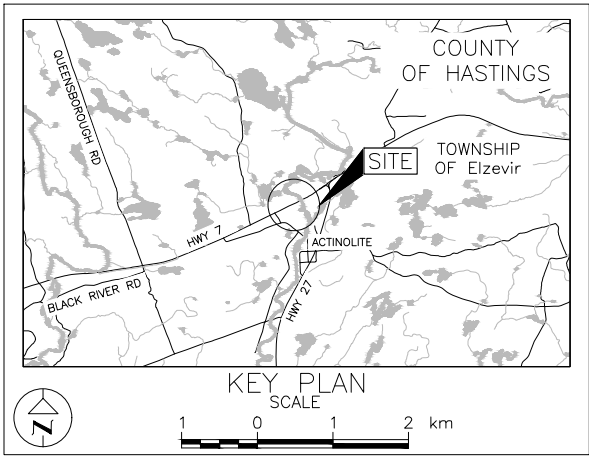 COUNTY
OF HASTINGS
QUEENSBOROUGH RD
TOWNSHIP
OF Elzevir
SITE
HWY 7
ACTINOLITE
BLACK RIVER RD
HWY 27
KEY PLAN
SCALE
N
1 0 1 2 km